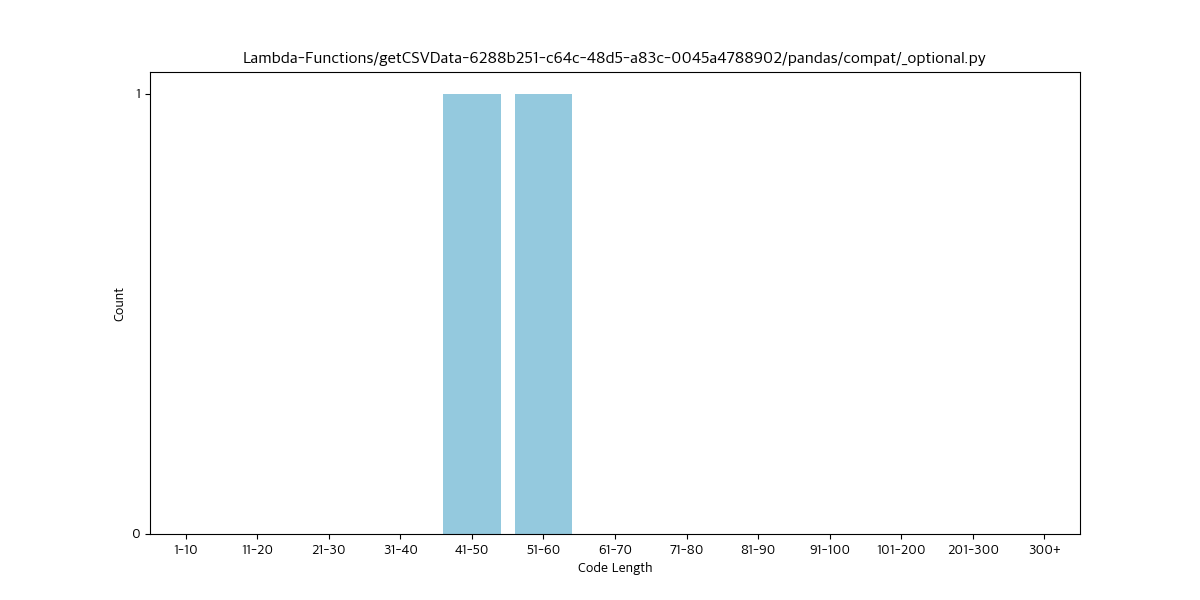 Lambda-Functions/getCSVData-6288b251-c64c-48d5-a83c-0045a4788902/pandas/compat/_optional.py
1
Count
0
1-10 11-20 21-30 31-40 41-50 51-60 61-70 71-80 81-90 91-100 101-200 201-300 300+
Code Length